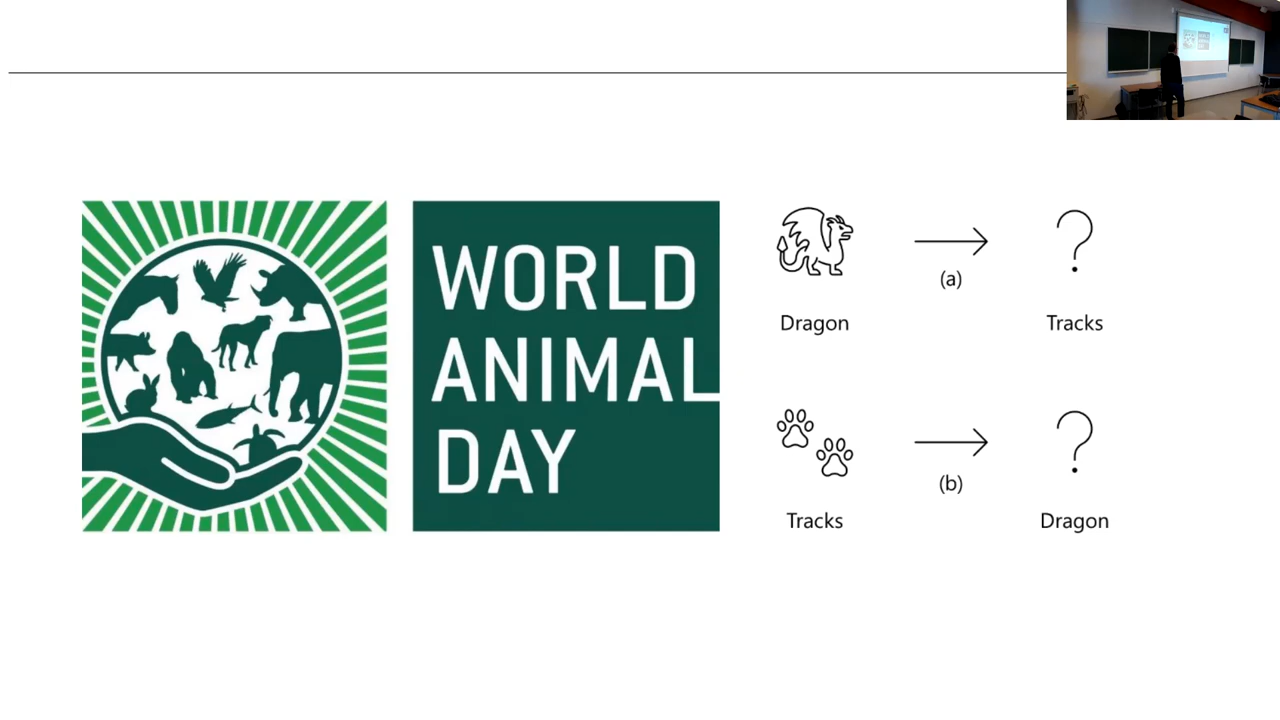 WORLD
ANIMAL
DAY
?
(a)
Dragon
Tracks
?
(b)
Tracks
Dragon